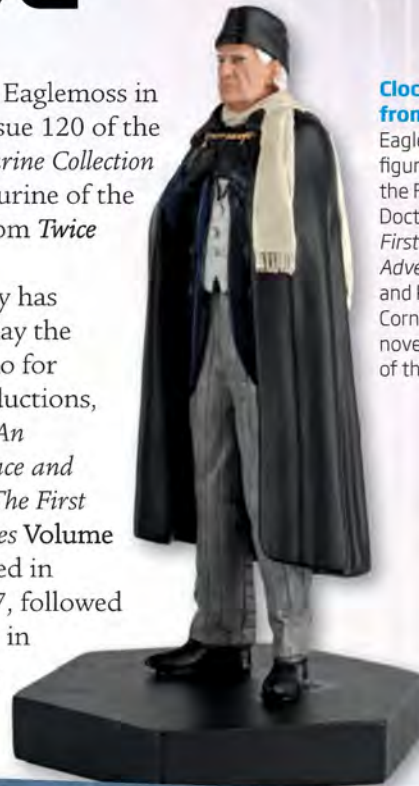 Eaglemoss in
sue 120 of the
rine Collection
urine of the
om Twice
y has
ay the
o for
ductions,
An
ce and
The First
es Volume
ed in
7, followed
in
Cloc
from
Eagle
figur
the F
Doct
First
Adve
and P
Corn
nove
of th